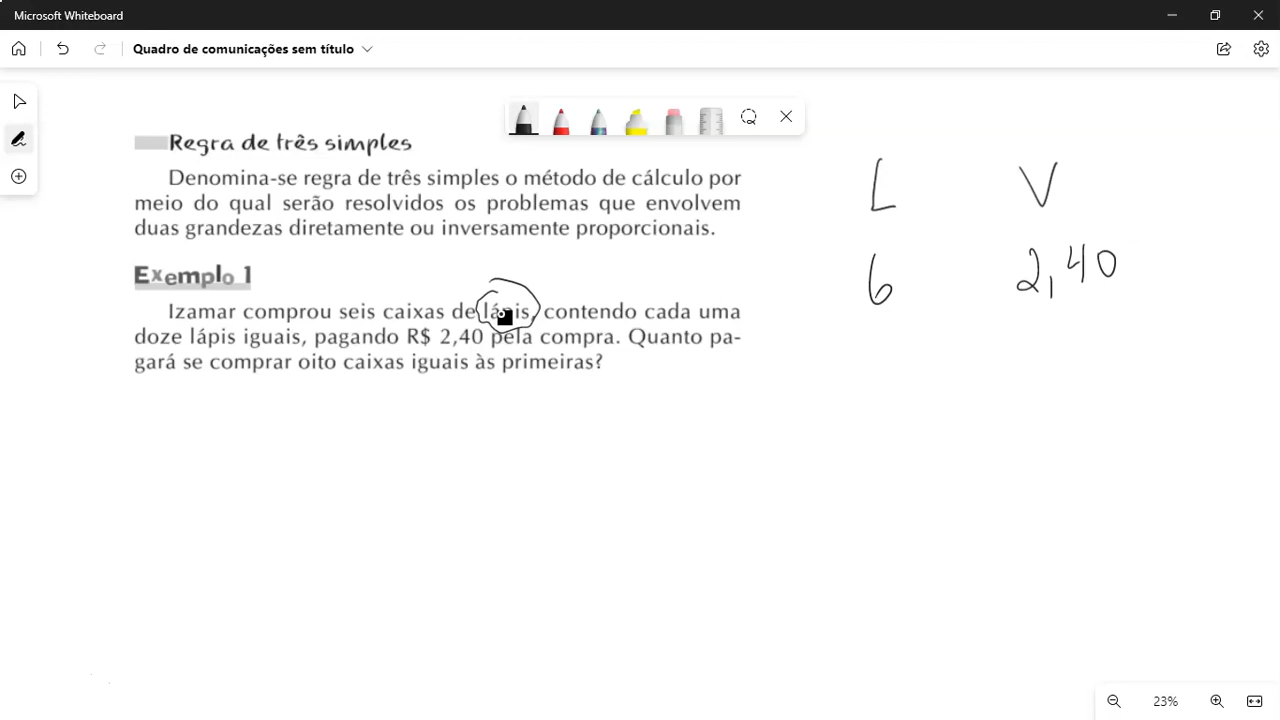 Microsoft Whiteboard
Quadro de comunicações sem título
Regra de três simples
Denomina-se regra de três simples o método de cálculo por
meio do qual serão resolvidos os problemas que envolvem
duas grandezas diretamente ou inversamente proporcionais.
Exemplo 1
Izamar comprou seis caixas de lápis, contendo cada uma
doze lápis iguais, pagando R$ 2,40 pela compra. Quanto pa-
gará se comprar oito caixas iguais às primeiras?
L V
6 2,40
23%